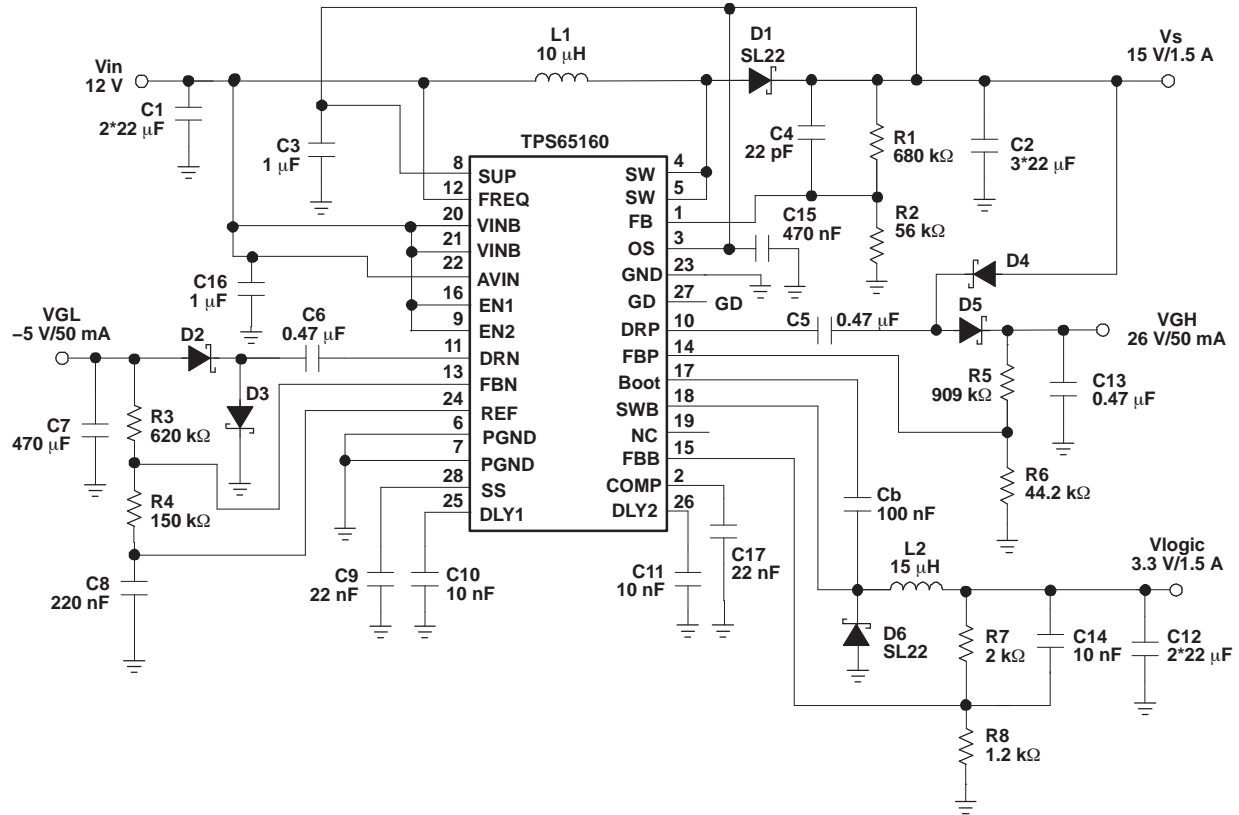 L1
10 μH
D1
SL22
Vs
15 V/1.5 A
Vin
12 V
C1
2*22 μF
C3
1 μF
TPS65160
C4
22 pF
R1
680 kΩ
C2
3*22 μF
R2
56 kΩ
C15
470 nF
8
SUP
12
FREQ
20
VINB
21
VINB
22
AVIN
16
EN1
9
EN2
11
DRN
13
FBN
24
REF
6
PGND
7
PGND
28
SS
25
DLY1
4
SW
5
SW
1
FB
3
OS
23
GND
27
GD
GD
10
DRP
14
FBP
17
Boot
18
SWB
19
NC
15
FBB
2
COMP
26
DLY2
C16
1 μF
VGL
–5 V/50 mA
D2
C6
0.47 μF
D3
C7
470 μF
R3
620 kΩ
R4
150 kΩ
C8
220 nF
C9
22 nF
C10
10 nF
C11
10 nF
C17
22 nF
D4
C5
0.47 μF
D5
VGH
26 V/50 mA
R5
909 kΩ
C13
0.47 μF
R6
44.2 kΩ
Cb
100 nF
L2
15 μH
Vlogic
3.3 V/1.5 A
D6
SL22
R7
2 kΩ
C14
10 nF
C12
2*22 μF
R8
1.2 kΩ